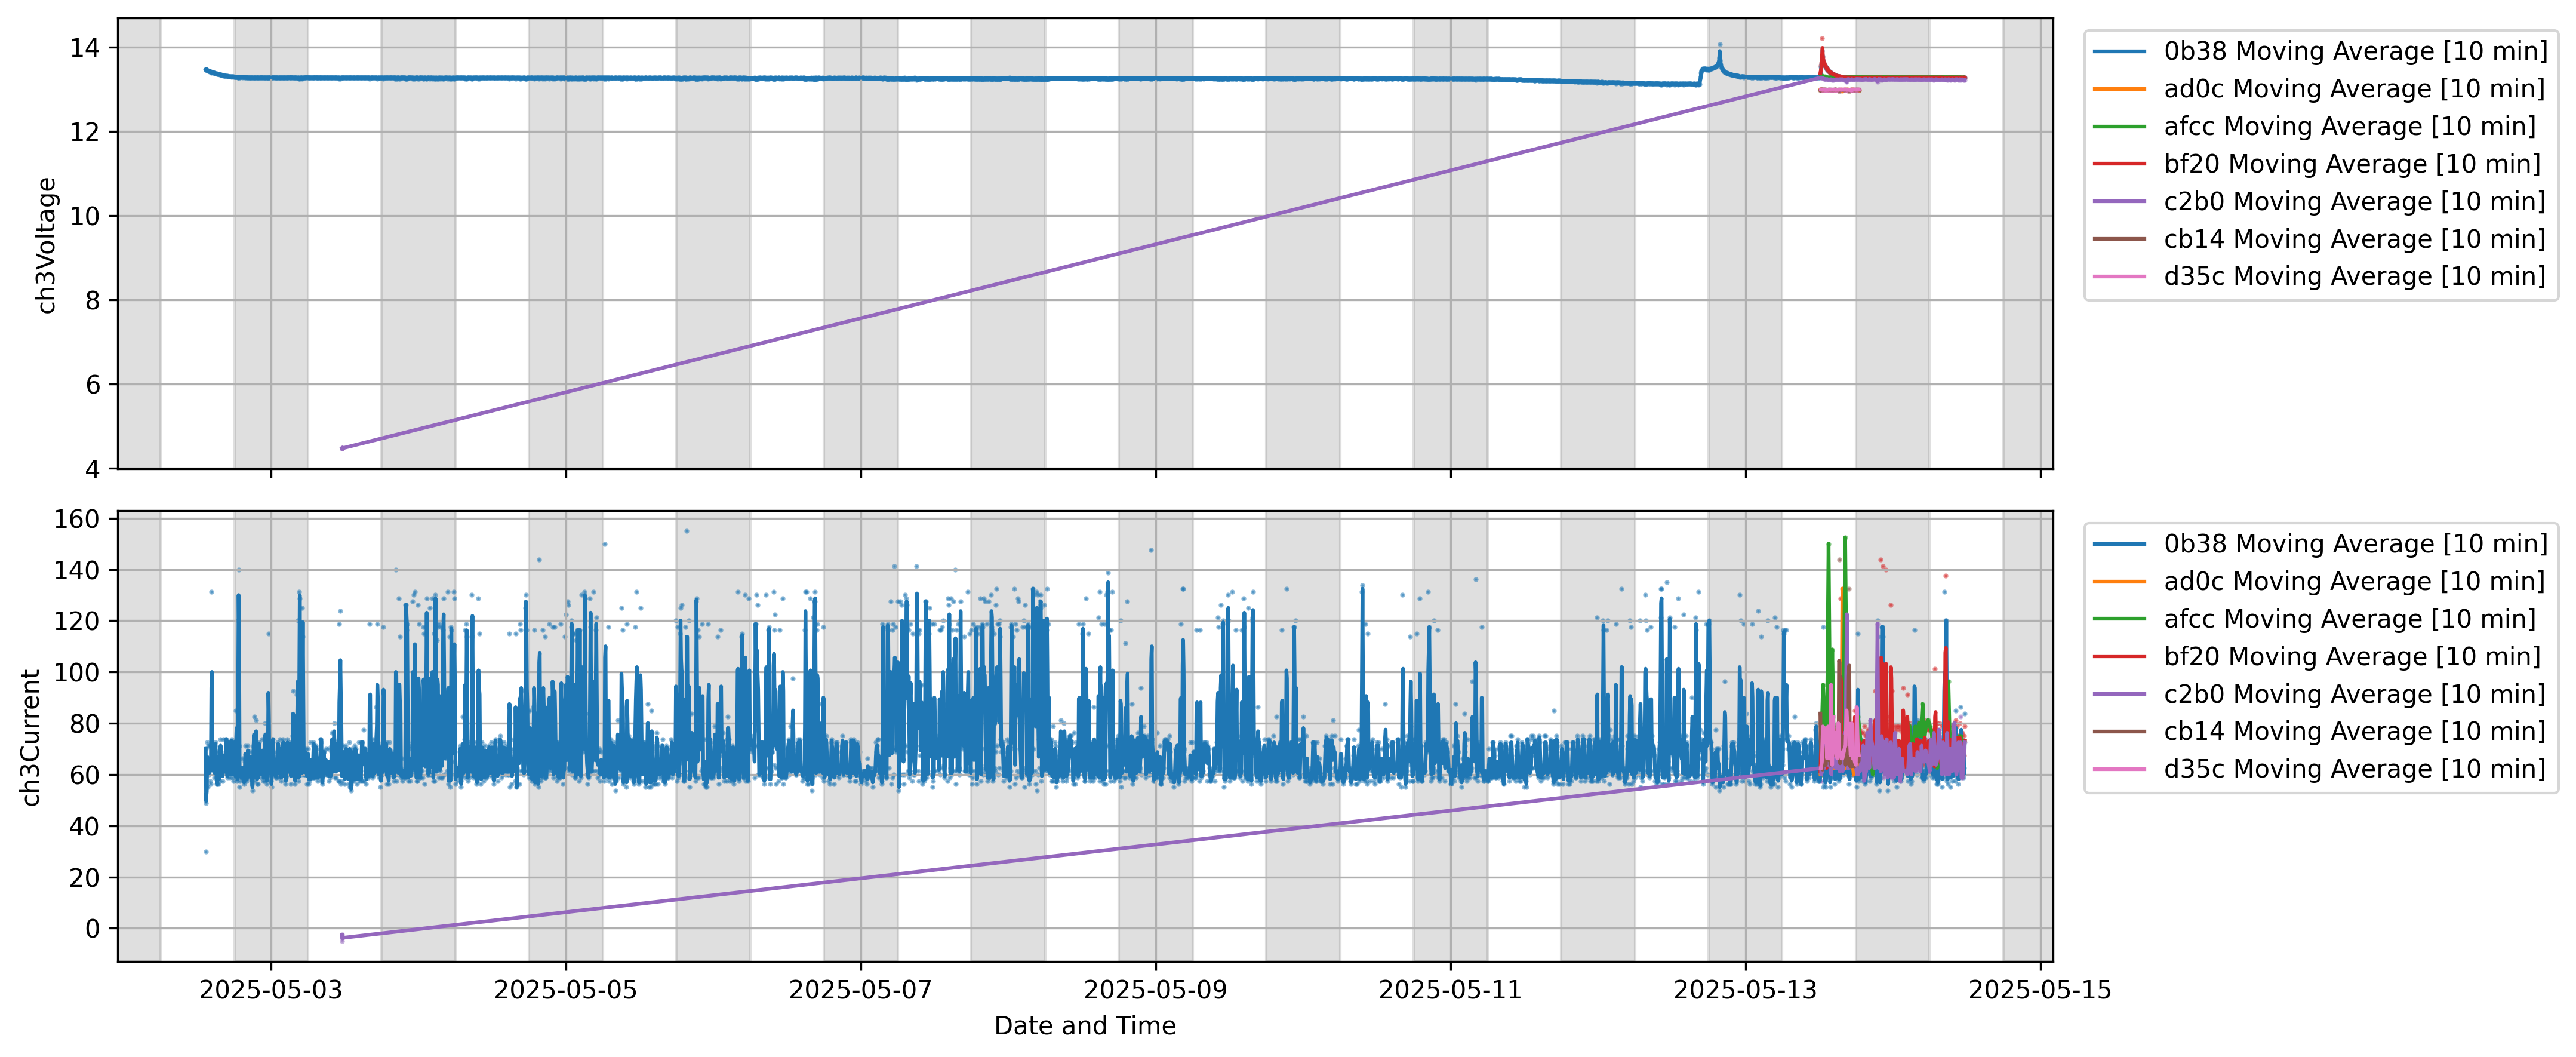 14
12
10
8
6
4
ch3Voltage
0b38 Moving Average [10 min]
ad0c Moving Average [10 min]
afcc Moving Average [10 min]
bf20 Moving Average [10 min]
c2b0 Moving Average [10 min]
cb14 Moving Average [10 min]
d35c Moving Average [10 min]
160
140
120
100
80
60
40
20
0
ch3Current
0b38 Moving Average [10 min]
ad0c Moving Average [10 min]
afcc Moving Average [10 min]
bf20 Moving Average [10 min]
c2b0 Moving Average [10 min]
cb14 Moving Average [10 min]
d35c Moving Average [10 min]
2025-05-03 2025-05-05 2025-05-07 2025-05-09 2025-05-11 2025-05-13 2025-05-15
Date and Time